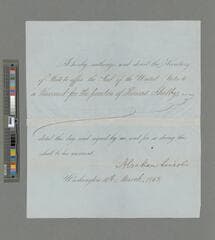 I hereby authorize and direct the Secretary
of State to affix the Seal of the United States to
a Warrant for the pardon of
dated this day and signed by me and for so doing this
shall be his warrant.
Abraham Lincoln
Washington March, 186